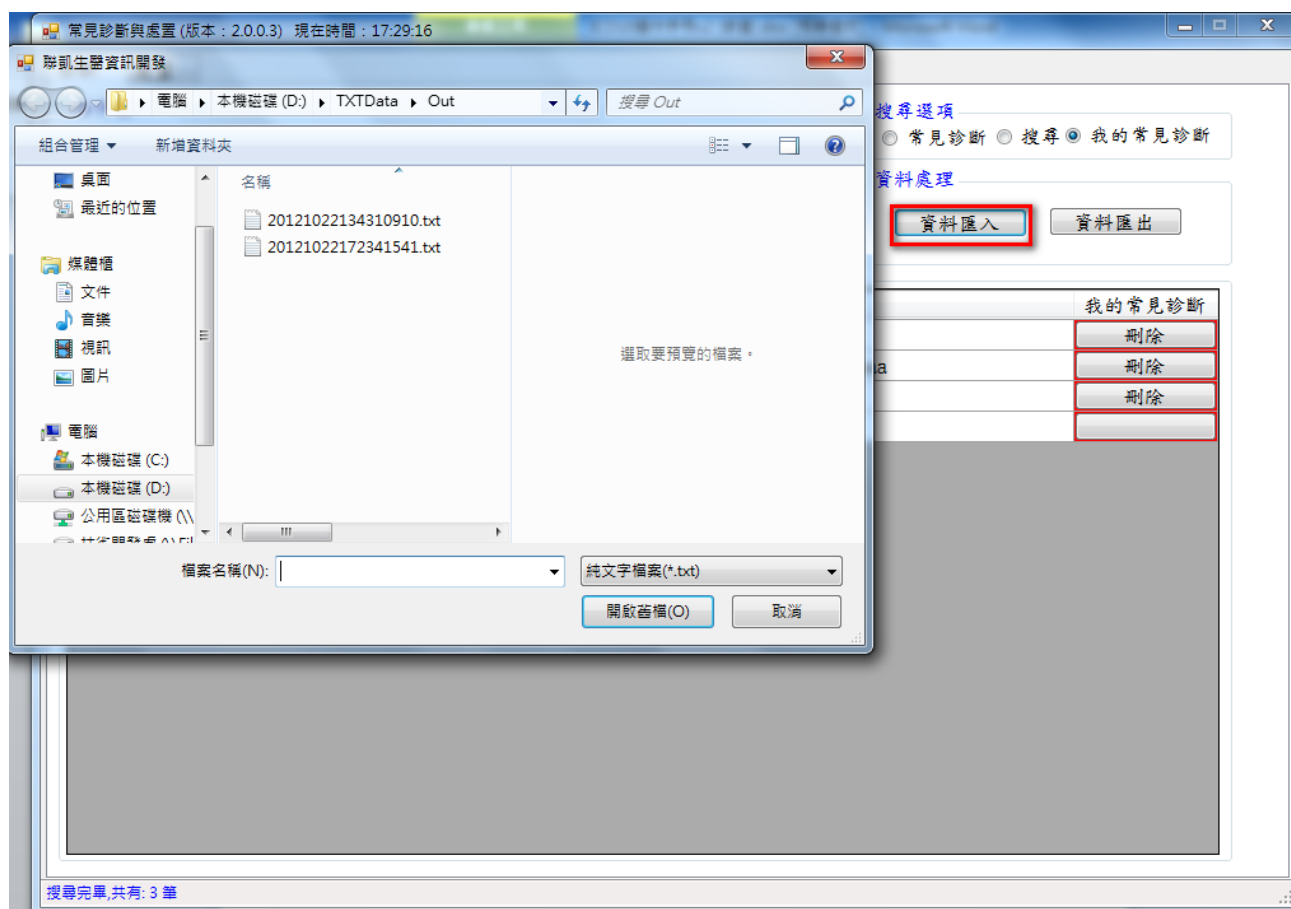 常見診斷與處置 (版本：2.0.0.3) 現在時間：17:29:16
聯凱生醫資訊開發
電腦 本機磁碟 (D:) TXTData Out
搜尋 Out
組合管理 新增資料夾
桌面
最近的位置
媒體櫃
文件
音樂
視訊
圖片
電腦
本機磁碟 (C:)
本機磁碟 (D:)
公用區磁碟機 (\\
名稱
20121022134310910.txt
20121022172341541.txt
選取要預覽的檔案。
檔案名稱(N):
純文字檔案(*.txt)
開啟舊檔(O) 取消
搜尋選項
常見診斷 搜尋 我的常見診斷
資料處理
資料匯入 資料匯出
我的常見診斷
刪除
刪除
刪除
搜尋完畢,共有: 3 筆